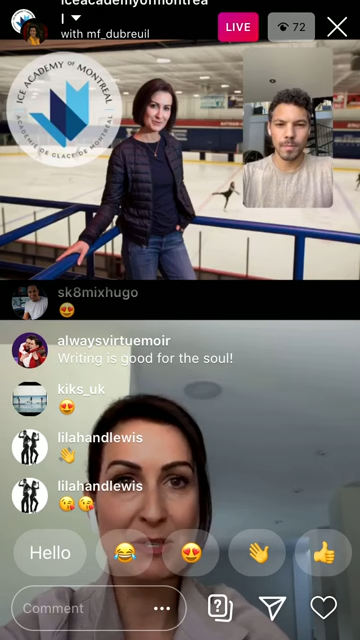 iceacademyofmontrea
l
with mf_dubreuil
LIVE
72
ICE ACADEMY OF MONTREAL
ACADÉMIE DE GLACE DE MONTRÉAL
sk8mixhugo
😍
alwaysvirtuemoir
Writing is good for the soul!
kiks_uk
😍
lilahandlewis
👋
lilahandlewis
😘😘
Hello 😂 😍 👋 👍
Comment